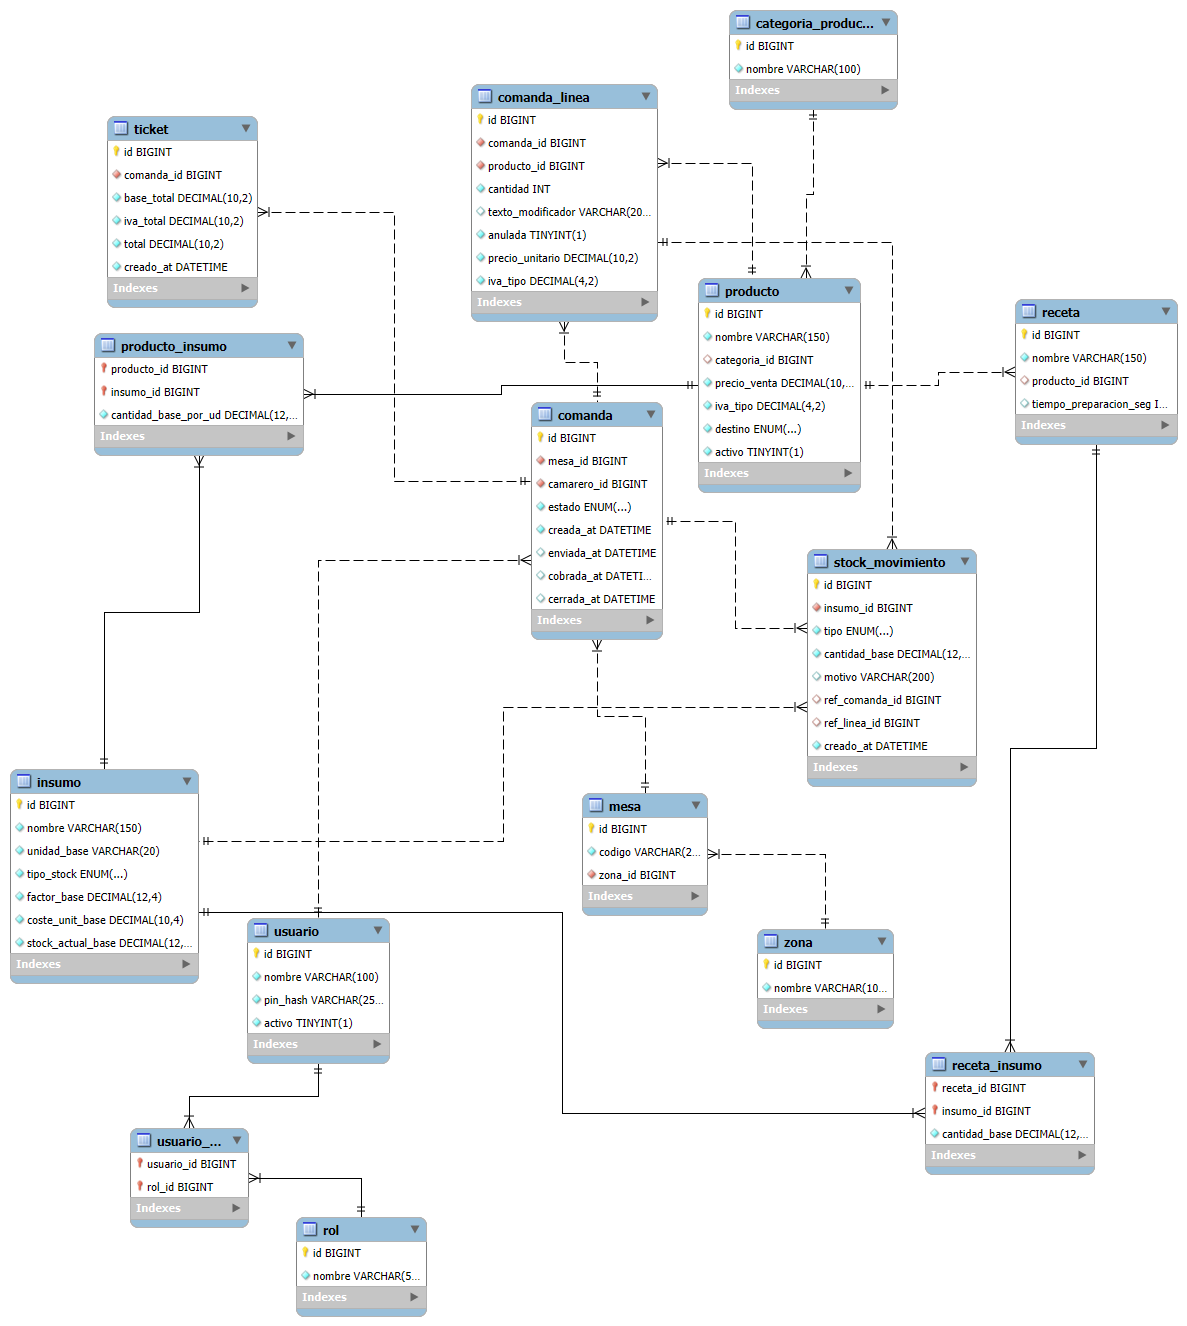 categoria_produc...
id BIGINT
nombre VARCHAR(100)
Indexes
comanda_linea
id BIGINT
comanda_id BIGINT
producto_id BIGINT
cantidad INT
texto_modificador VARCHAR(20...
anulada TINYINT(1)
precio_unitario DECIMAL(10,2)
iva_tipo DECIMAL(4,2)
Indexes
ticket
id BIGINT
comanda_id BIGINT
base_total DECIMAL(10,2)
iva_total DECIMAL(10,2)
total DECIMAL(10,2)
creado_at DATETIME
Indexes
producto
id BIGINT
nombre VARCHAR(150)
categoria_id BIGINT
precio_venta DECIMAL(10,...
iva_tipo DECIMAL(4,2)
destino ENUM(...)
activo TINYINT(1)
Indexes
receta
id BIGINT
nombre VARCHAR(150)
producto_id BIGINT
tiempo_preparacion_seg I...
Indexes
producto_insumo
producto_id BIGINT
insumo_id BIGINT
cantidad_base_por_ud DECIMAL(12,...
Indexes
comanda
id BIGINT
mesa_id BIGINT
camarero_id BIGINT
estado ENUM(...)
creada_at DATETIME
enviada_at DATETIME
cobrada_at DATETI...
cerrada_at DATETIME
Indexes
stock_movimiento
id BIGINT
insumo_id BIGINT
tipo ENUM(...)
cantidad_base DECIMAL(12,...
motivo VARCHAR(200)
ref_comanda_id BIGINT
ref_linea_id BIGINT
creado_at DATETIME
Indexes
insumo
id BIGINT
nombre VARCHAR(150)
unidad_base VARCHAR(20)
tipo_stock ENUM(...)
factor_base DECIMAL(12,4)
coste_unit_base DECIMAL(10,4)
stock_actual_base DECIMAL(12,...
Indexes
mesa
id BIGINT
codigo VARCHAR(2...
zona_id BIGINT
Indexes
usuario
id BIGINT
nombre VARCHAR(100)
pin_hash VARCHAR(25...
activo TINYINT(1)
Indexes
zona
id BIGINT
nombre VARCHAR(10...
Indexes
receta_insumo
receta_id BIGINT
insumo_id BIGINT
cantidad_base DECIMAL(12,...
Indexes
usuario_...
usuario_id BIGINT
rol_id BIGINT
Indexes
rol
id BIGINT
nombre VARCHAR(5...
Indexes